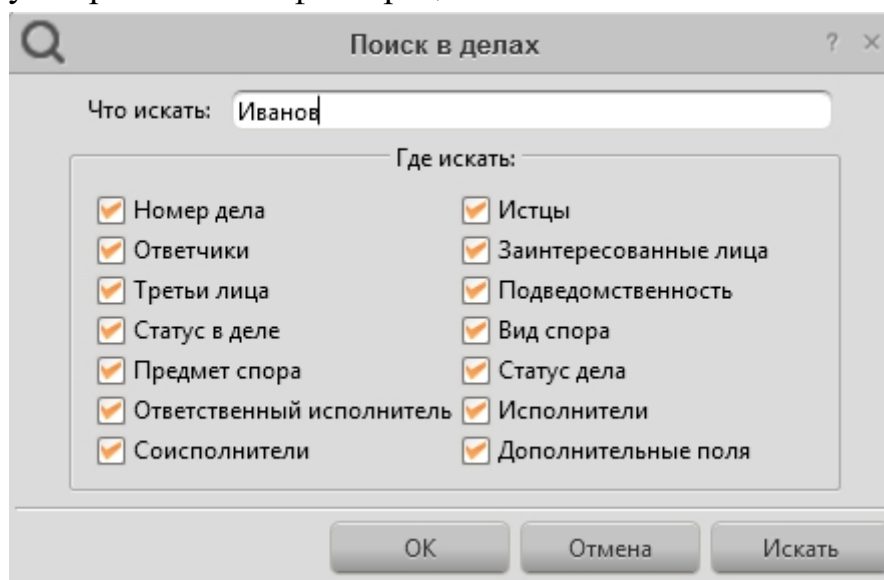 Поиск в делах ? ×
Что искать: Иванов
Где искать:
Номер дела Истцы
Ответчики Заинтересованные лица
Третьи лица Подведомственность
Статус в деле Вид спора
Предмет спора Статус дела
Ответственный исполнитель Исполнители
Соисполнители Дополнительные поля
ОК Отмена Искать